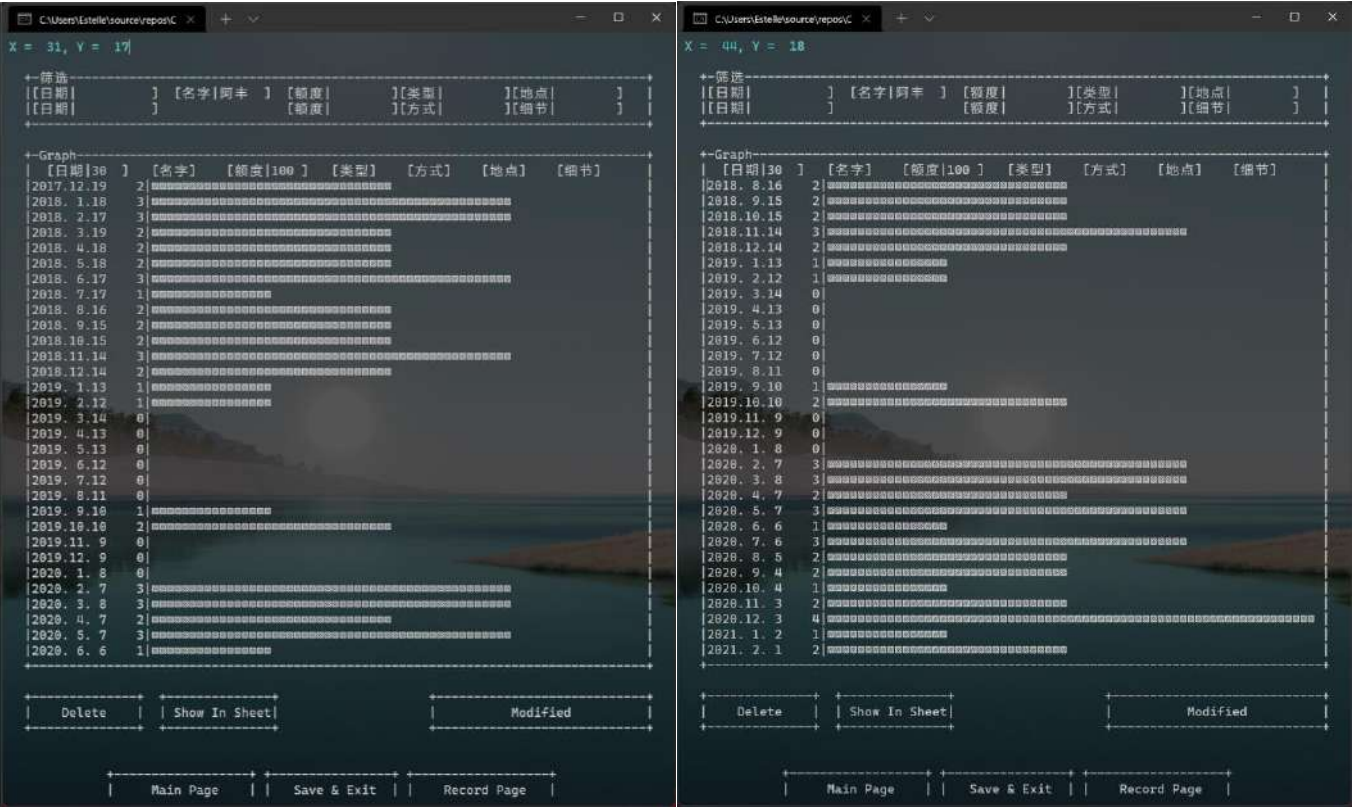 C:\Users\Estelle\source\repos\C
X = 31, Y = 17
筛选
[日期| ] [名字|阿丰 ] [额度| ][类型| ][地点| ]
[日期| ] [额度| ][方式| ][细节| ]
Graph
[日期|30 ] [名字] [额度|100 ] [类型] [方式] [地点] [细节]
2017.12.19 2|
2018. 1.18 3|
2018. 2.17 3|
2018. 3.19 2|
2018. 4.18 2|
2018. 5.18 2|
2018. 6.17 3|
2018. 7.17 1|
2018. 8.16 2|
2018. 9.15 2|
2018.10.15 2|
2018.11.14 3|
2018.12.14 2|
2019. 1.13 1|
2019. 2.12 1|
2019. 3.14 0|
2019. 4.13 0|
2019. 5.13 0|
2019. 6.12 0|
2019. 7.12 0|
2019. 8.11 0|
2019. 9.10 1|
2019.10.10 2|
2019.11. 9 0|
2019.12. 9 0|
2020. 1. 8 0|
2020. 2. 7 3|
2020. 3. 8 3|
2020. 4. 7 2|
2020. 5. 7 3|
2020. 6. 6 1|
Delete Show In Sheet Modified
Main Page Save & Exit Record Page
C:\Users\Estelle\source\repos\C
X = 44, Y = 18
筛选
[日期| ] [名字|阿丰 ] [额度| ][类型| ][地点| ]
[日期| ] [额度| ][方式| ][细节| ]
Graph
[日期|30 ] [名字] [额度|100 ] [类型] [方式] [地点] [细节]
2018. 8.16 2|
2018. 9.15 2|
2018.10.15 2|
2018.11.14 3|
2018.12.14 2|
2019. 1.13 1|
2019. 2.12 1|
2019. 3.14 0|
2019. 4.13 0|
2019. 5.13 0|
2019. 6.12 0|
2019. 7.12 0|
2019. 8.11 0|
2019. 9.10 1|
2019.10.10 2|
2019.11. 9 0|
2019.12. 9 0|
2020. 1. 8 0|
2020. 2. 7 3|
2020. 3. 8 3|
2020. 4. 7 2|
2020. 5. 7 3|
2020. 6. 6 1|
2020. 7. 6 3|
2020. 8. 5 2|
2020. 9. 4 2|
2020.10. 4 1|
2020.11. 3 2|
2020.12. 3 4|
2021. 1. 2 1|
2021. 2. 1 2|
Delete Show In Sheet Modified
Main Page Save & Exit Record Page